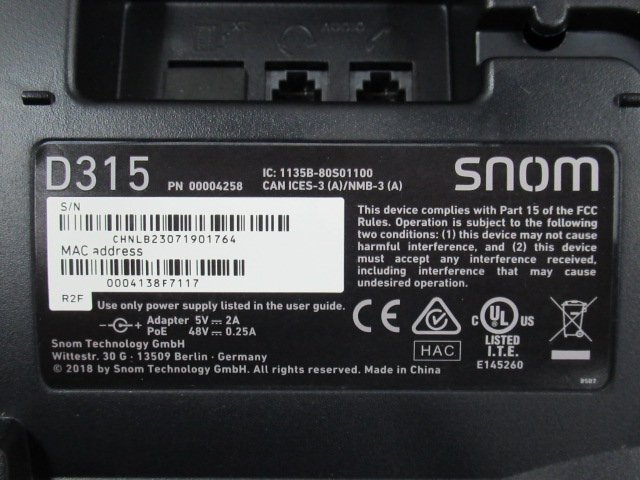 AUDIO
D315
PN 00004258
IC: 1135B-80S01100
CAN ICES-3 (A)/NMB-3 (A)
snom
S/N
CHNLB23071901764
MAC address
0004138F7117
R2F
This device complies with Part 15 of the FCC
Rules. Operation is subject to the following
two conditions: (1) this device may not cause
harmful interference, and (2) this device
must accept any interference received,
including interference that may cause
undesired operation.
Use only power supply listed in the user guide.
Adapter 5V ⎓ 2A
PoE 48V ⎓ 0.25A
Snom Technology GmbH
Wittestr. 30 G · 13509 Berlin · Germany
© 2018 by Snom Technology GmbH. All rights reserved. Made in China
CE
HAC
C UL US
LISTED
I.T.E.
E145260